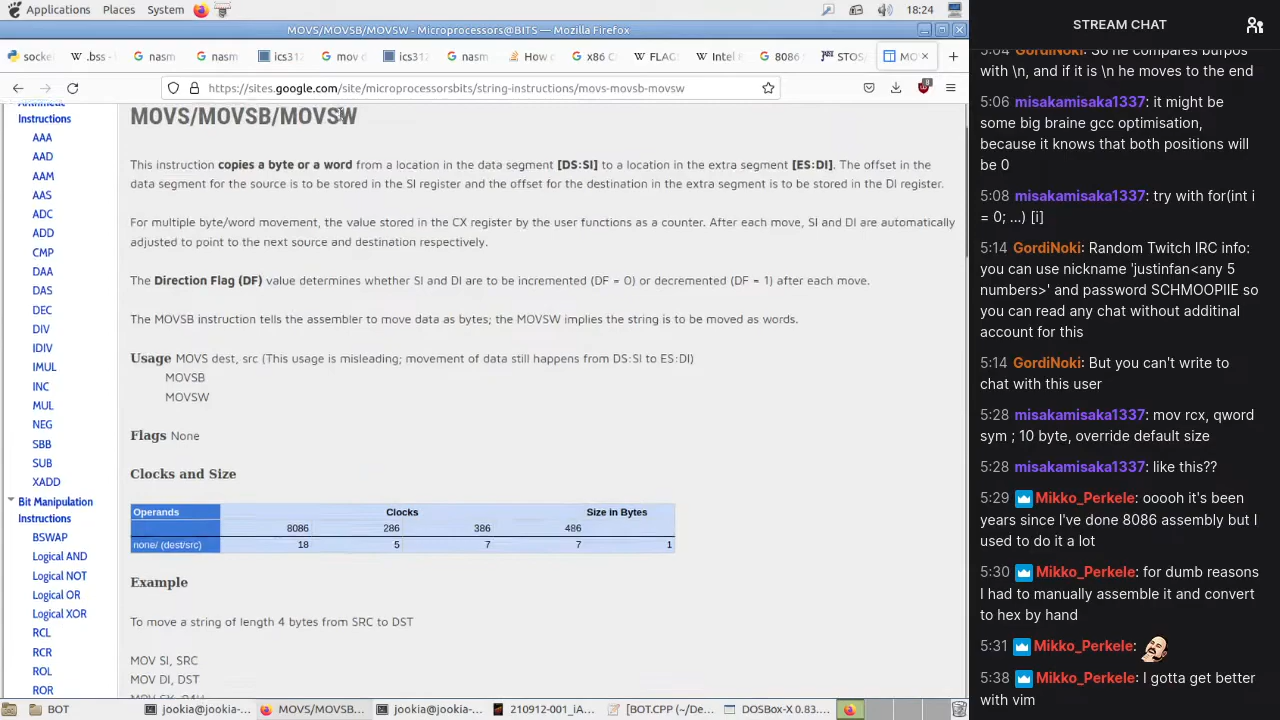 Applications Places System 18:24
MOVS/MOVSB/MOVSW - Microprocessors@BITS — Mozilla Firefox
socke .bss - nasm nasm ics312 mov d ics312 nasm How c x86 C FLAG Intel 8086 STOS MO
https://sites.google.com/site/microprocessorsbits/string-instructions/movs-movsb-movsw
Arithmetic
Instructions
AAA
AAD
AAM
AAS
ADC
ADD
CMP
DAA
DAS
DEC
DIV
IDIV
IMUL
INC
MUL
NEG
SBB
SUB
XADD
Bit Manipulation
Instructions
BSWAP
Logical AND
Logical NOT
Logical OR
Logical XOR
RCL
RCR
ROL
ROR
MOVS/MOVSB/MOVSW
This instruction copies a byte or a word from a location in the data segment [DS:SI] to a location in the extra segment [ES:DI]. The offset in the
data segment for the source is to be stored in the SI register and the offset for the destination in the extra segment is to be stored in the DI register.
For multiple byte/word movement, the value stored in the CX register by the user functions as a counter. After each move, SI and DI are automatically
adjusted to point to the next source and destination respectively.
The Direction Flag (DF) value determines whether SI and DI are to be incremented (DF = 0) or decremented (DF = 1) after each move.
The MOVSB instruction tells the assembler to move data as bytes; the MOVSW implies the string is to be moved as words.
Usage MOVS dest, src (This usage is misleading; movement of data still happens from DS:SI to ES:DI)
MOVSB
MOVSW
Flags None
Clocks and Size
Operands Clocks Size in Bytes
8086 286 386 486
none/ (dest/src) 18 5 7 7 1
Example
To move a string of length 4 bytes from SRC to DST
MOV SI, SRC
MOV DI, DST
BOT jookia@jookia-... MOVS/MOVSB... jookia@jookia-... 210912-001_iA... [BOT.CPP (~/De... DOSBox-X 0.83....
STREAM CHAT
5:04 GordiNoki: So he compares bufpos
with \n, and if it is \n he moves to the end
5:06 misakamisaka1337: it might be
some big braine gcc optimisation,
because it knows that both positions will
be 0
5:08 misakamisaka1337: try with for(int i
= 0; ...) [i]
5:14 GordiNoki: Random Twitch IRC info:
you can use nickname 'justinfan<any 5
numbers>' and password SCHMOOPIIE so
you can read any chat without additinal
account for this
5:14 GordiNoki: But you can't write to
chat with this user
5:28 misakamisaka1337: mov rcx, qword
sym ; 10 byte, override default size
5:28 misakamisaka1337: like this??
5:29 Mikko_Perkele: ooooh it's been
years since I've done 8086 assembly but I
used to do it a lot
5:30 Mikko_Perkele: for dumb reasons
I had to manually assemble it and convert
to hex by hand
5:31 Mikko_Perkele:
5:38 Mikko_Perkele: I gotta get better
with vim